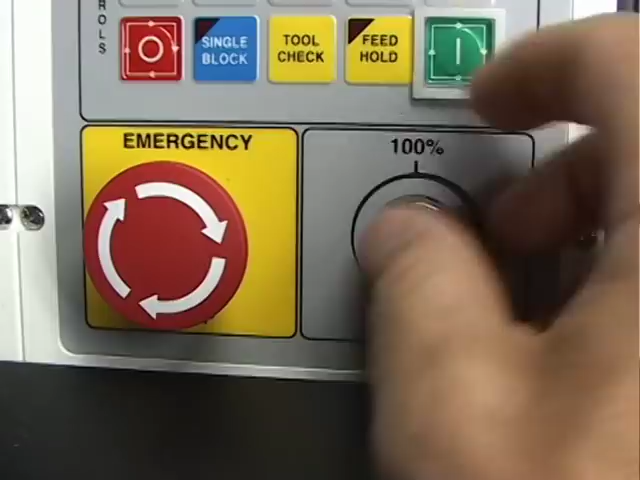 ROLS
SINGLE
BLOCK
TOOL
CHECK
FEED
HOLD
EMERGENCY
100%